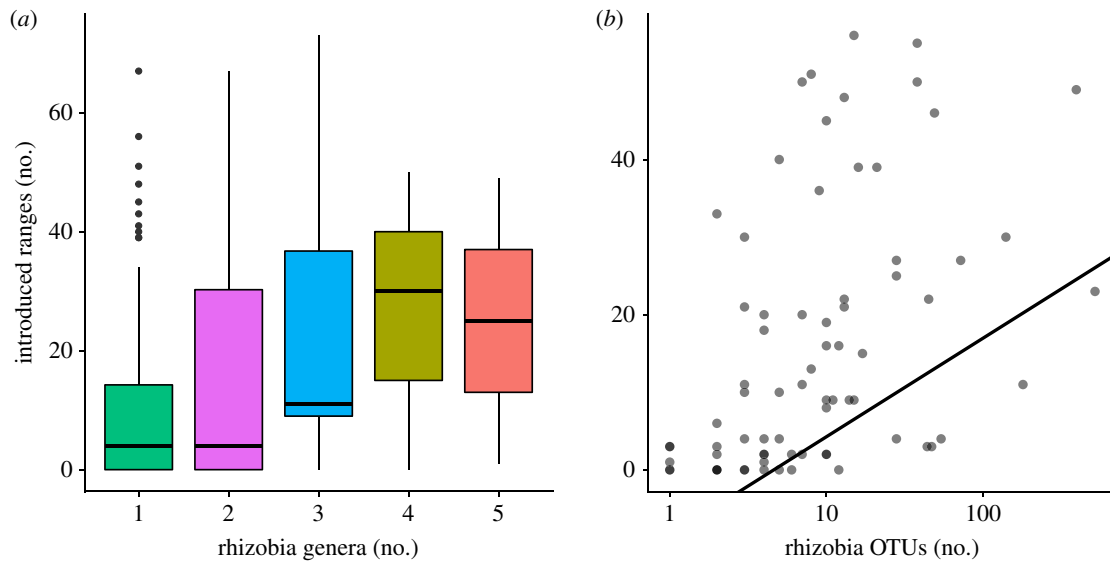 (a)
introduced ranges (no.)
60
40
20
0
1 2 3 4 5
rhizobia genera (no.)
(b)
40
20
0
1 10 100
rhizobia OTUs (no.)